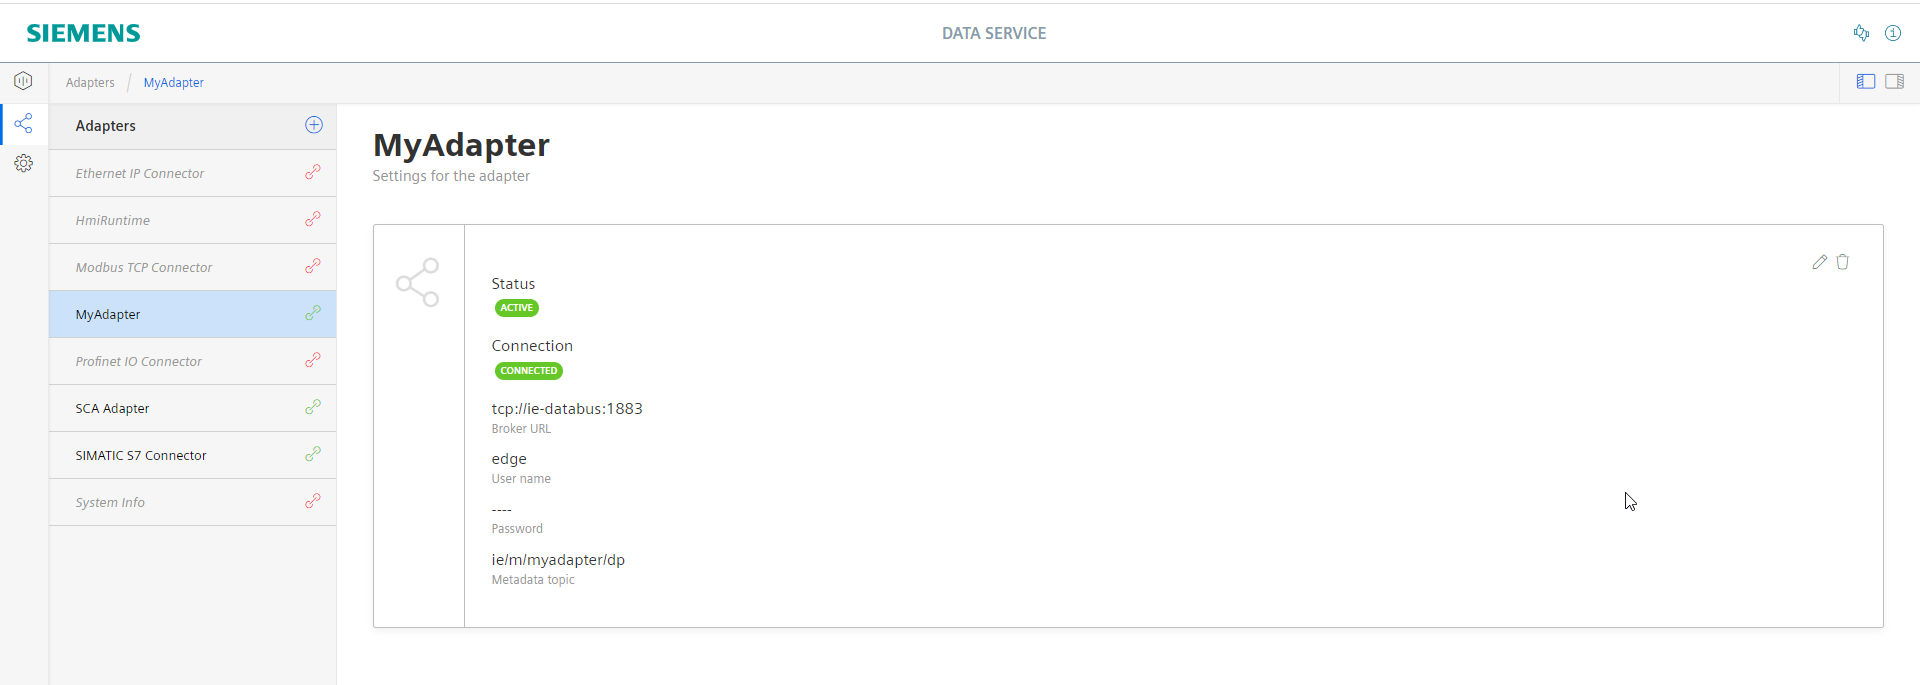 SIEMENS
DATA SERVICE
Adapters / MyAdapter
Adapters
Ethernet IP Connector
HmiRuntime
Modbus TCP Connector
MyAdapter
Profinet IO Connector
SCA Adapter
SIMATIC S7 Connector
System Info
MyAdapter
Settings for the adapter
Status
ACTIVE
Connection
CONNECTED
tcp://ie-databus:1883
Broker URL
edge
User name
----
Password
ie/m/myadapter/dp
Metadata topic